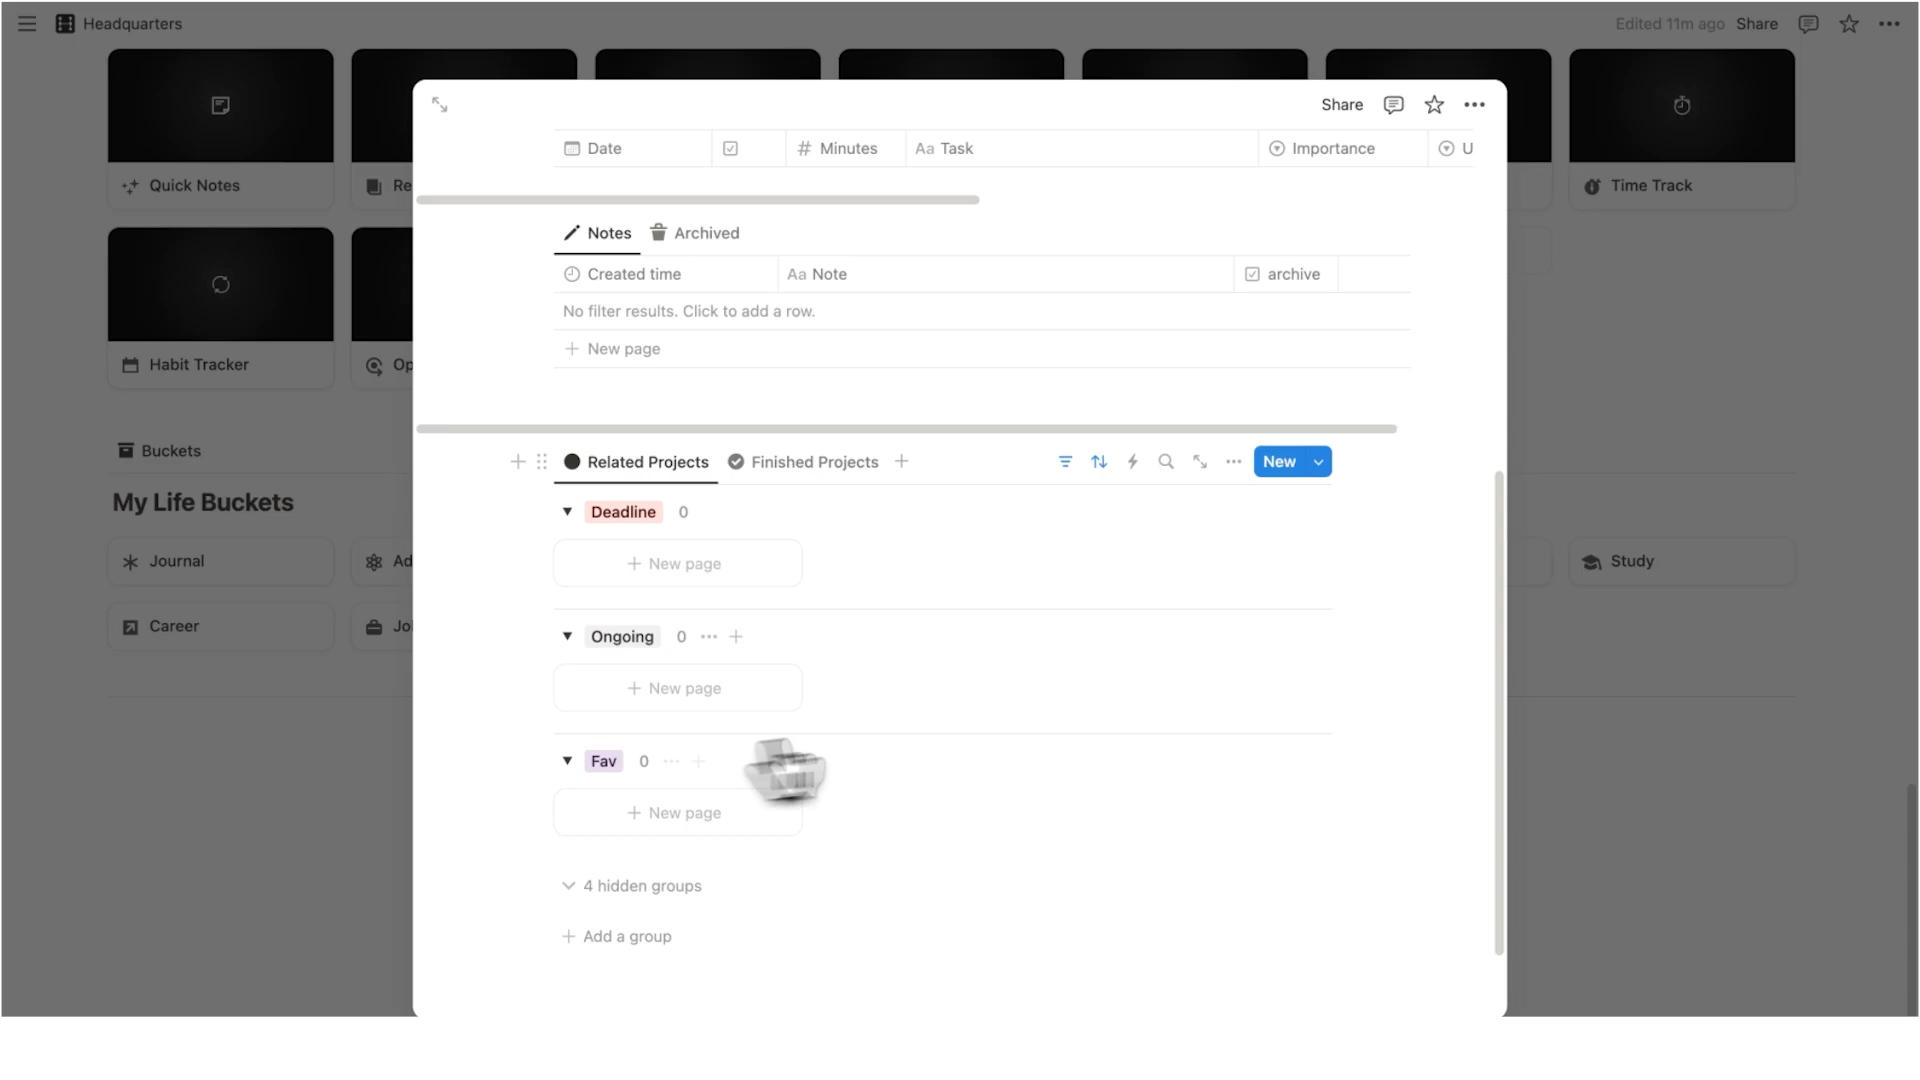 Headquarters
Edited 11m ago Share
Share
Date Minutes Aa Task Importance U
Quick Notes Re Time Track
Notes Archived
Created time Aa Note archive
No filter results. Click to add a row.
+ New page
Habit Tracker Op
Buckets
Related Projects Finished Projects + New
My Life Buckets
Deadline 0
+ New page
Journal Ad Study
Career Jo
Ongoing 0 ... +
+ New page
Fav 0 ... +
+ New page
4 hidden groups
+ Add a group